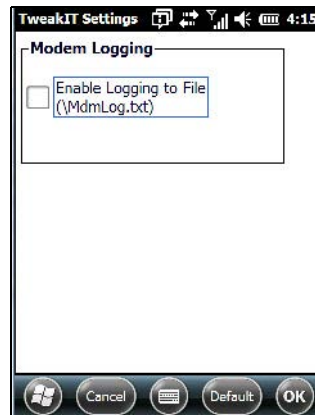 TweakIT Settings 4:15
Modem Logging
Enable Logging to File
(\MdmLog.txt)
Cancel Default OK